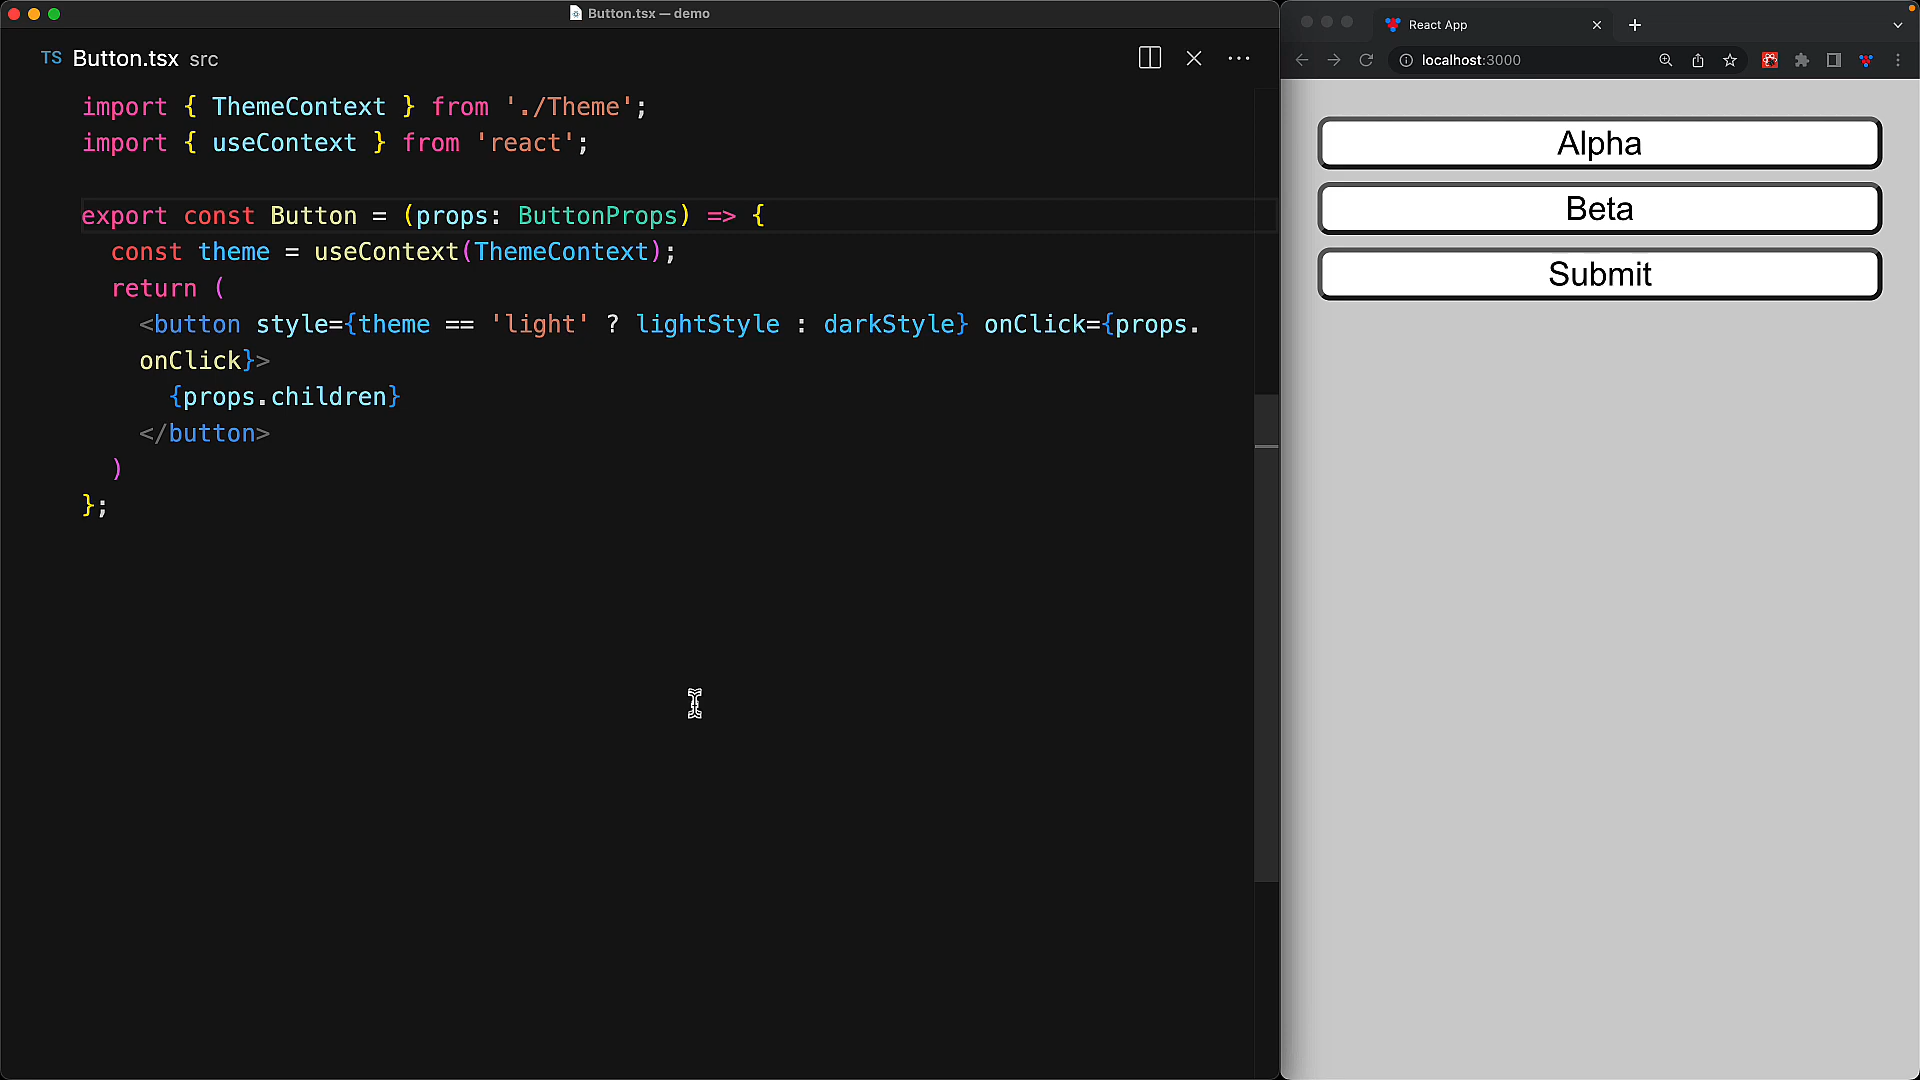 Button.tsx — demo
TS Button.tsx src
import { ThemeContext } from './Theme';
import { useContext } from 'react';
export const Button = (props: ButtonProps) => {
const theme = useContext(ThemeContext);
return (
<button style={theme == 'light' ? lightStyle : darkStyle} onClick={props.
onClick}>
{props.children}
</button>
)
};
React App
localhost:3000
Alpha
Beta
Submit